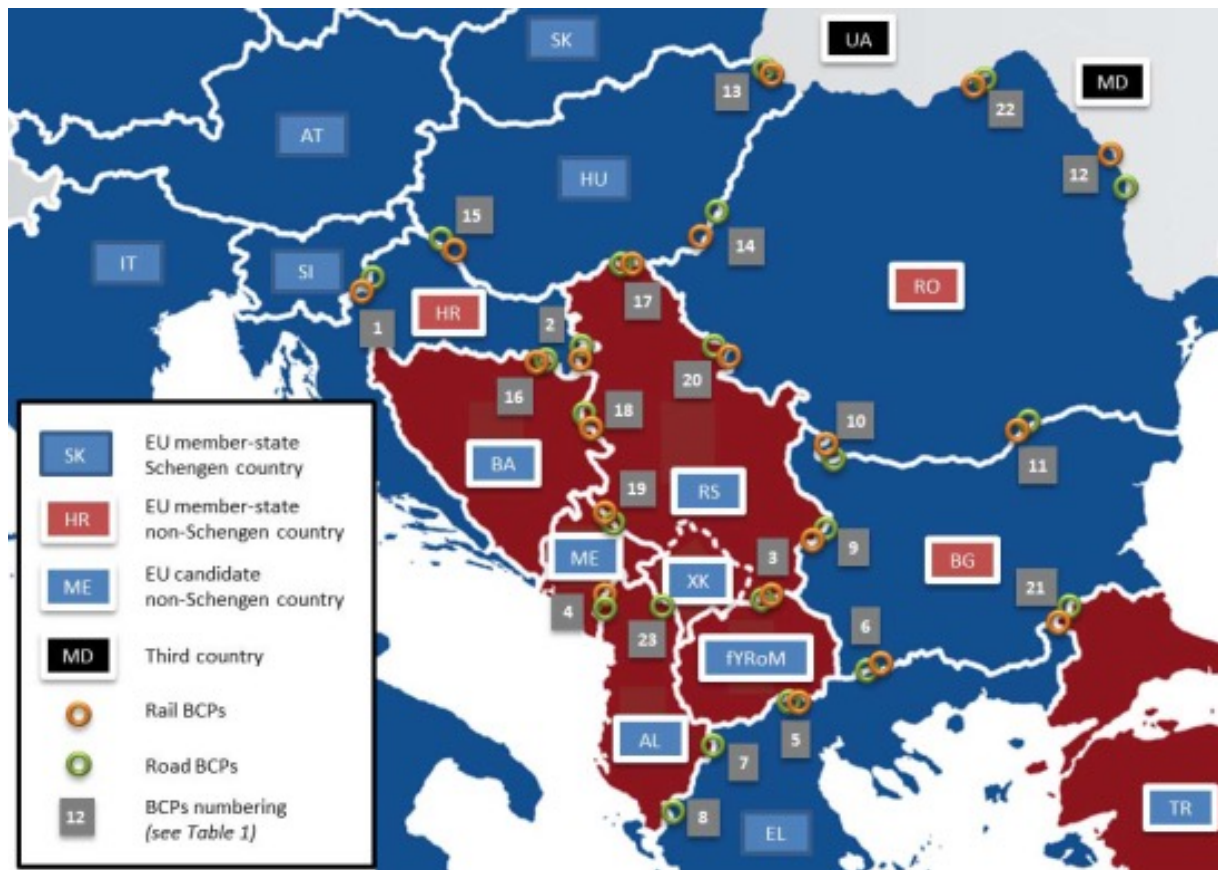 SK
UA
MD
13
22
AT
12
HU
15
14
IT
SI
RO
HR
17
1
2
20
16
18
10
BA
11
19
RS
ME
3
9
BG
XK
21
4
23
6
fYRoM
AL
5
7
8
EL
TR
SK
EU member-state
Schengen country
HR
EU member-state
non-Schengen country
ME
EU candidate
non-Schengen country
MD
Third country
Rail BCPs
Road BCPs
12
BCPs numbering
(see Table 1)